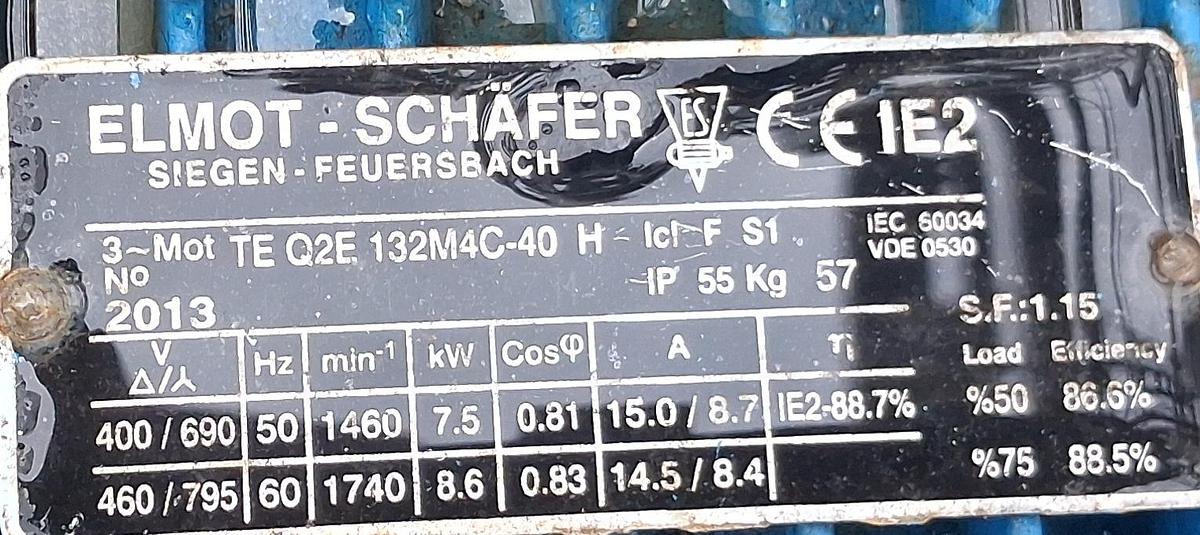 ELMOT - SCHÄFER ES CE IE2
SIEGEN - FEUERSBACH
3~Mot TE Q2E 132M4C-40 H Icl F S1 IEC 60034
VDE 0530
No IP 55 Kg 57
2013 S.F.:1.15
V Hz min-1 kW Cosφ A η Load Efficiency
Δ/⅄
400 / 690 50 1460 7.5 0.81 15.0 / 8.7 IE2-88.7% %50 86.6%
460 / 795 60 1740 8.6 0.83 14.5 / 8.4 %75 88.5%